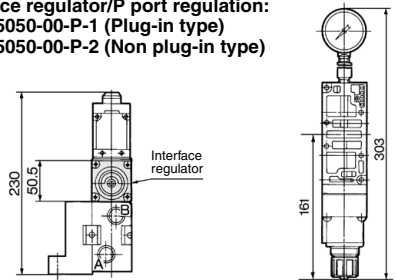 ce regulator/P port regulation:
5050-00-P-1 (Plug-in type)
5050-00-P-2 (Non plug-in type)
Interface
regulator
230
50.5
B
A
161
303